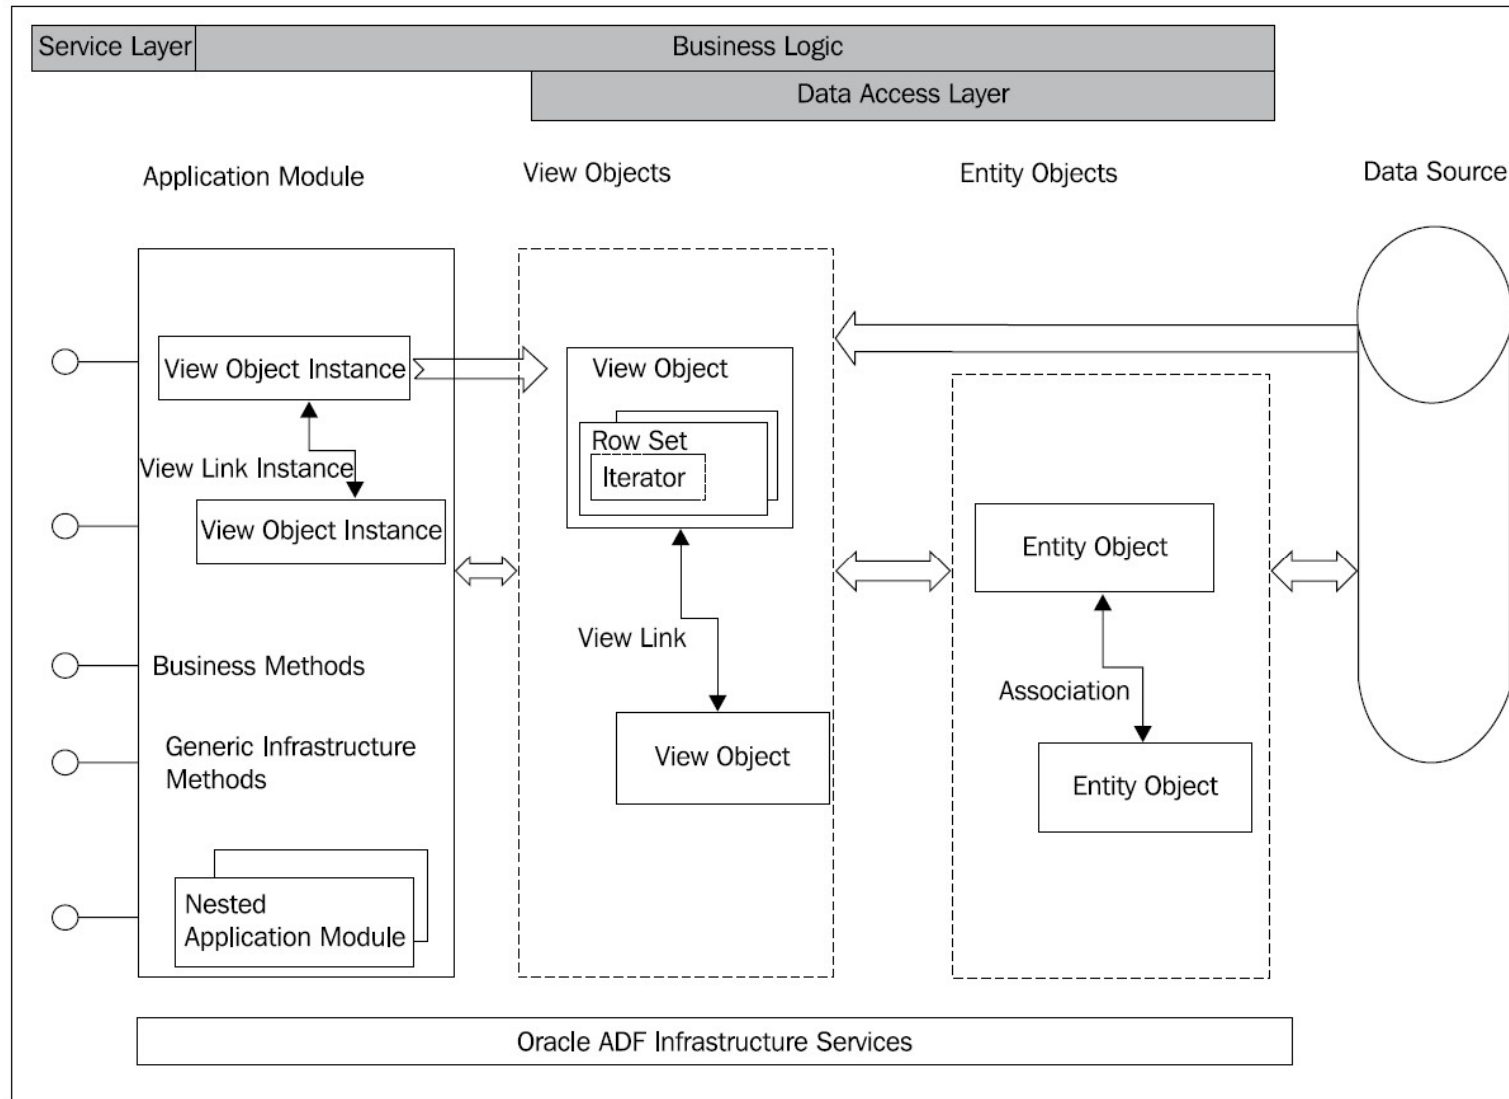 Service Layer
Business Logic
Data Access Layer
Application Module
View Objects
Entity Objects
Data Source
View Object Instance
View Link Instance
View Object Instance
Business Methods
Generic Infrastructure
Methods
Nested
Application Module
View Object
Row Set
Iterator
View Link
View Object
Entity Object
Association
Entity Object
Oracle ADF Infrastructure Services